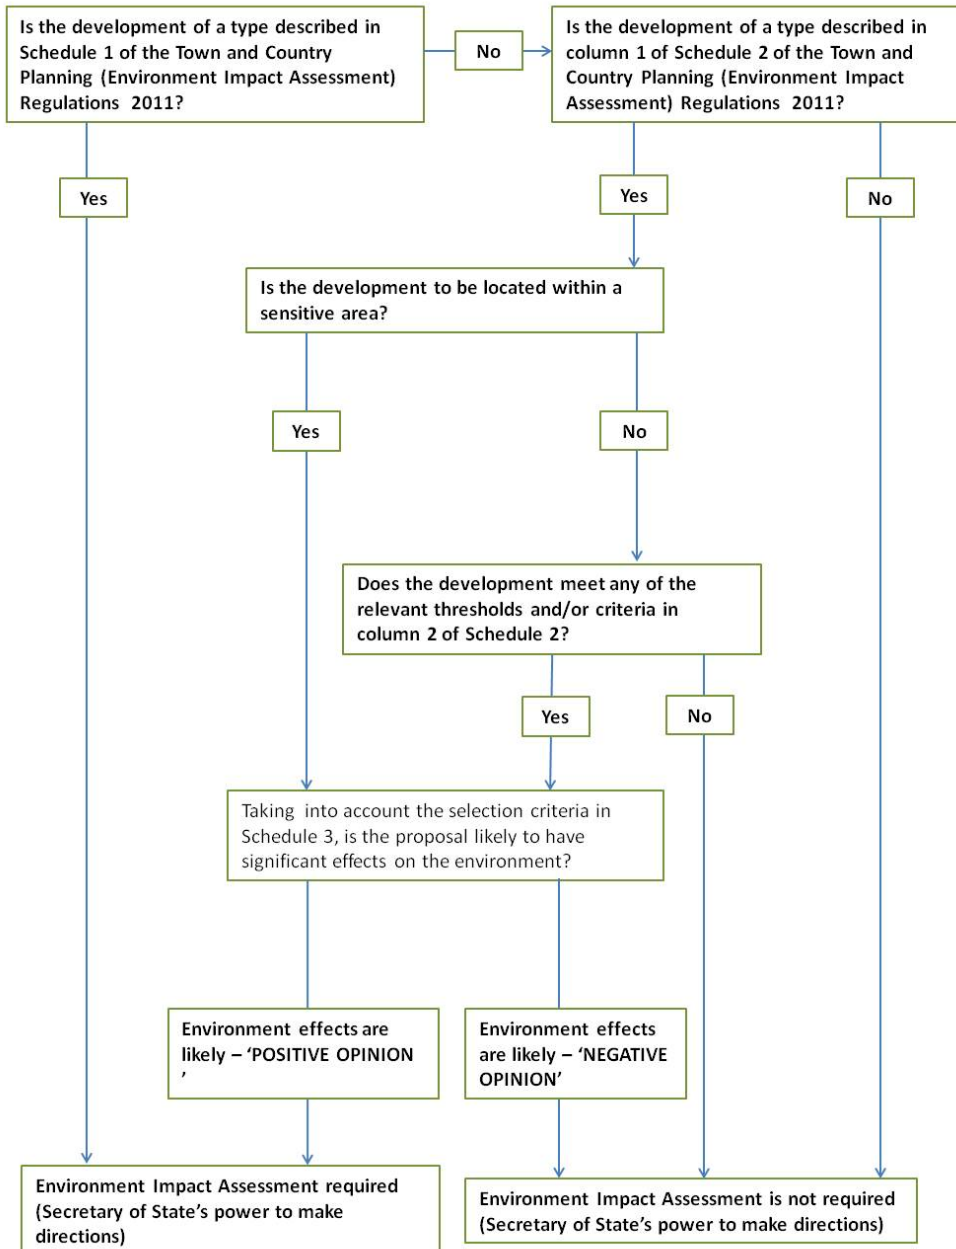 Is the development of a type described in
Schedule 1 of the Town and Country
Planning (Environment Impact Assessment)
Regulations 2011?
No
Is the development of a type described in
column 1 of Schedule 2 of the Town and
Country Planning (Environment Impact
Assessment) Regulations 2011?
Yes
Yes
No
Is the development to be located within a
sensitive area?
Yes
No
Does the development meet any of the
relevant thresholds and/or criteria in
column 2 of Schedule 2?
Yes
No
Taking into account the selection criteria in
Schedule 3, is the proposal likely to have
significant effects on the environment?
Environment effects are
likely – ‘POSITIVE OPINION
’
Environment effects
are likely – ‘NEGATIVE
OPINION’
Environment Impact Assessment required
(Secretary of State’s power to make
directions)
Environment Impact Assessment is not required
(Secretary of State’s power to make directions)